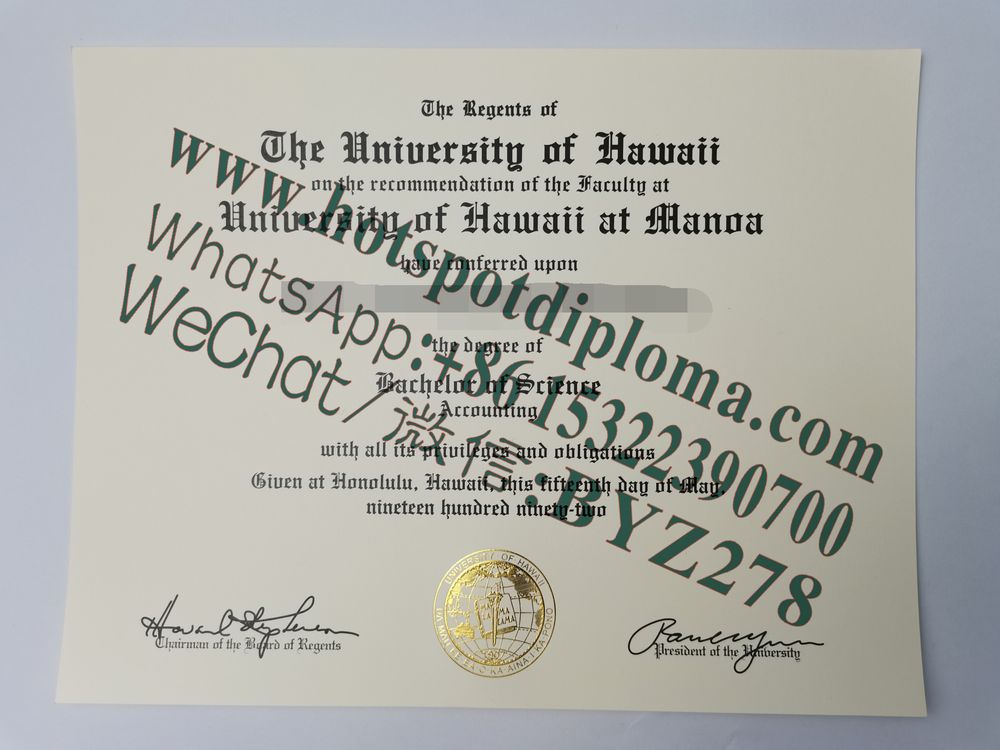 The Regents of
The University of Hawaii
on the recommendation of the Faculty at
University of Hawaii at Manoa
have conferred upon
the degree of
Bachelor of Science
Accounting
with all its privileges and obligations
Given at Honolulu, Hawaii, this fifteenth day of May,
nineteen hundred ninety-two
www.hotspotdiploma.com
WhatsApp:+86 15322390700
WeChat/微信:BYZ278
UNIVERSITY OF HAWAII
MALAMALAMA
Chairman of the Board of Regents
President of the University